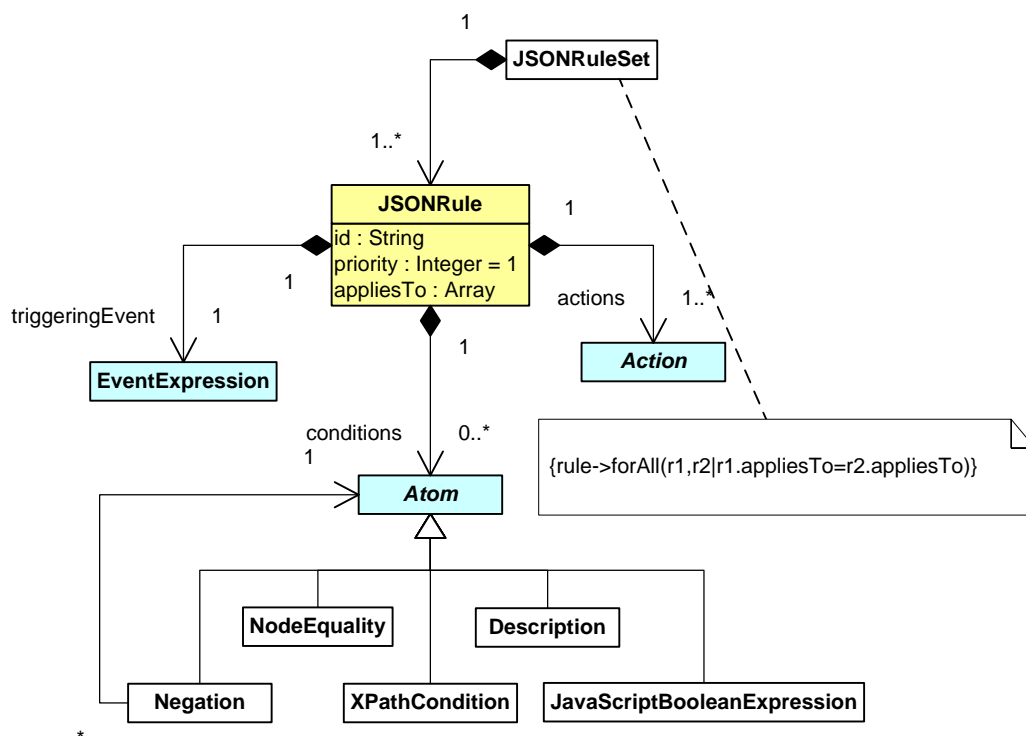 1
JSONRuleSet
1..*
JSONRule
id : String
priority : Integer = 1
appliesTo : Array
1
1
1
triggeringEvent
1
actions
1..*
EventExpression
Action
conditions
0..*
1
{rule->forAll(r1,r2|r1.appliesTo=r2.appliesTo)}
Atom
NodeEquality
Description
Negation
XPathCondition
JavaScriptBooleanExpression
*